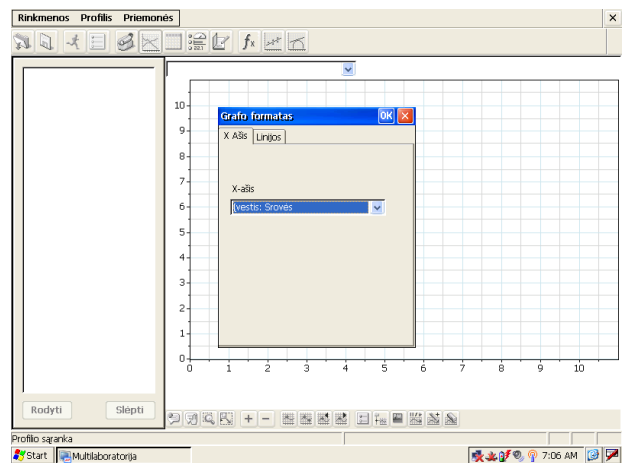 Rinkmenos Profilis Priemonės
10
9
8
7
6
5
4
3
2
1
0
Grafo formatas OK
X Ašis Linijos
X-ašis
Įvestis: Srovės
0 1 2 3 4 5 6 7 8 9 10
Rodyti Slėpti
Profilio sąranka
Start Multilaboratorija 7:06 AM